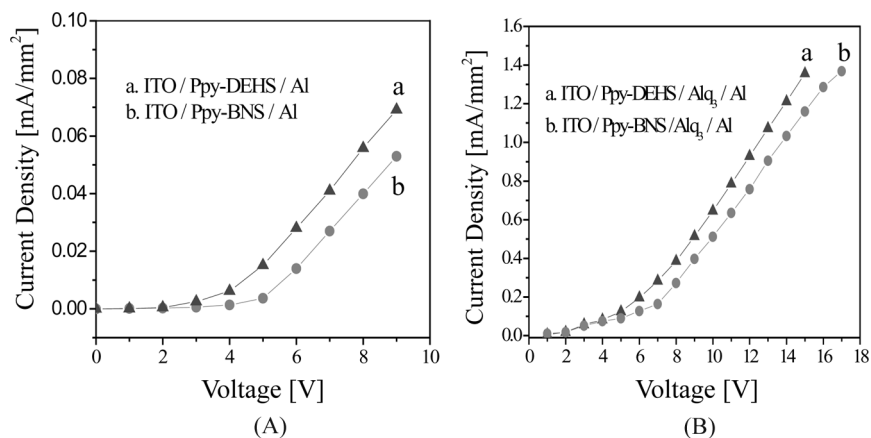 0.10
0.08
0.06
0.04
0.02
0.00
Current Density [mA/mm²]
a. ITO / Ppy-DEHS / Al
b. ITO / Ppy-BNS / Al
a
b
0 2 4 6 8 10
Voltage [V]
(A)
1.6
1.4
1.2
1.0
0.8
0.6
0.4
0.2
0.0
Current Density [mA/mm²]
a b
a. ITO / Ppy-DEHS / Alq₃ / Al
b. ITO / Ppy-BNS / Alq₃ / Al
0 2 4 6 8 10 12 14 16 18
Voltage [V]
(B)